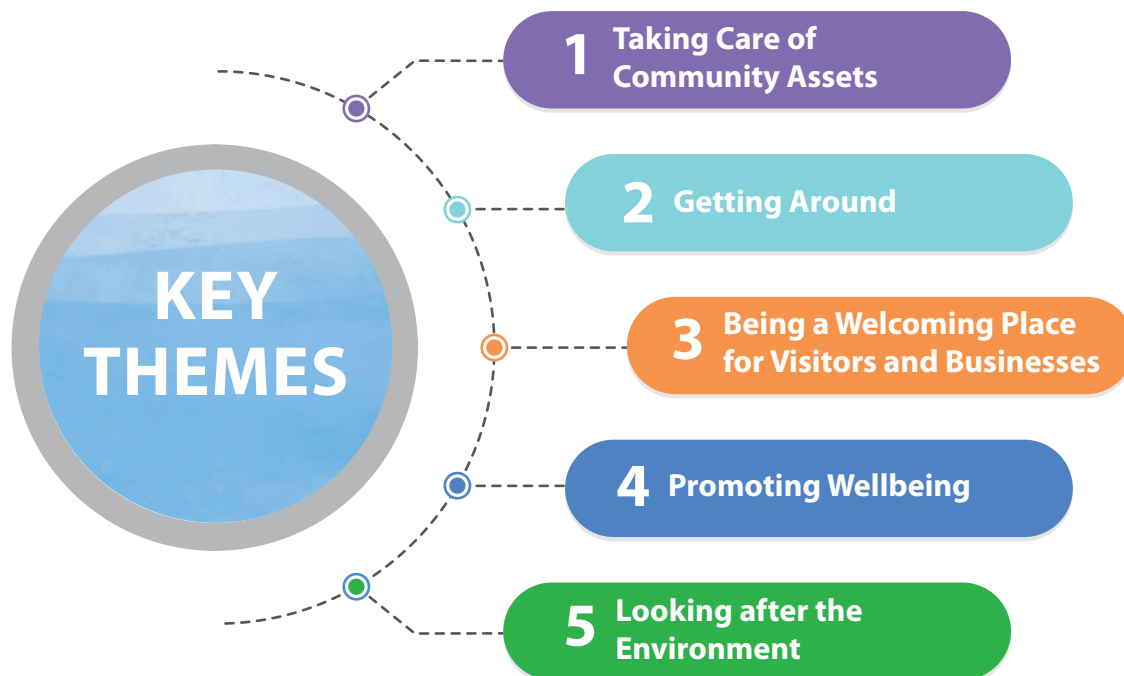 KEY
THEMES
1 Taking Care of
Community Assets
2 Getting Around
3 Being a Welcoming Place
for Visitors and Businesses
4 Promoting Wellbeing
5 Looking after the
Environment